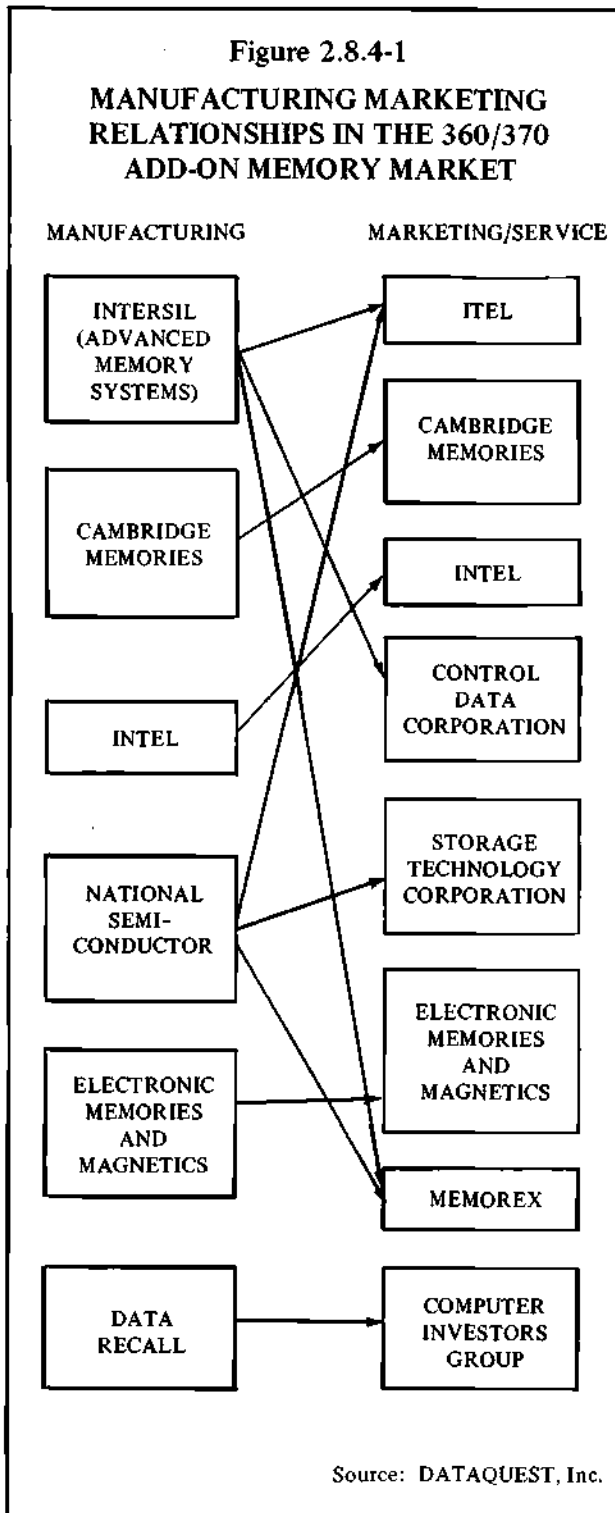 Figure 2.8.4-1
MANUFACTURING MARKETING
RELATIONSHIPS IN THE 360/370
ADD-ON MEMORY MARKET
MANUFACTURING
MARKETING/SERVICE
INTERSIL
(ADVANCED
MEMORY
SYSTEMS)
CAMBRIDGE
MEMORIES
INTEL
NATIONAL
SEMI-
CONDUCTOR
ELECTRONIC
MEMORIES
AND
MAGNETICS
DATA
RECALL
ITEL
CAMBRIDGE
MEMORIES
INTEL
CONTROL
DATA
CORPORATION
STORAGE
TECHNOLOGY
CORPORATION
ELECTRONIC
MEMORIES
AND
MAGNETICS
MEMOREX
COMPUTER
INVESTORS
GROUP
Source: DATAQUEST, Inc.